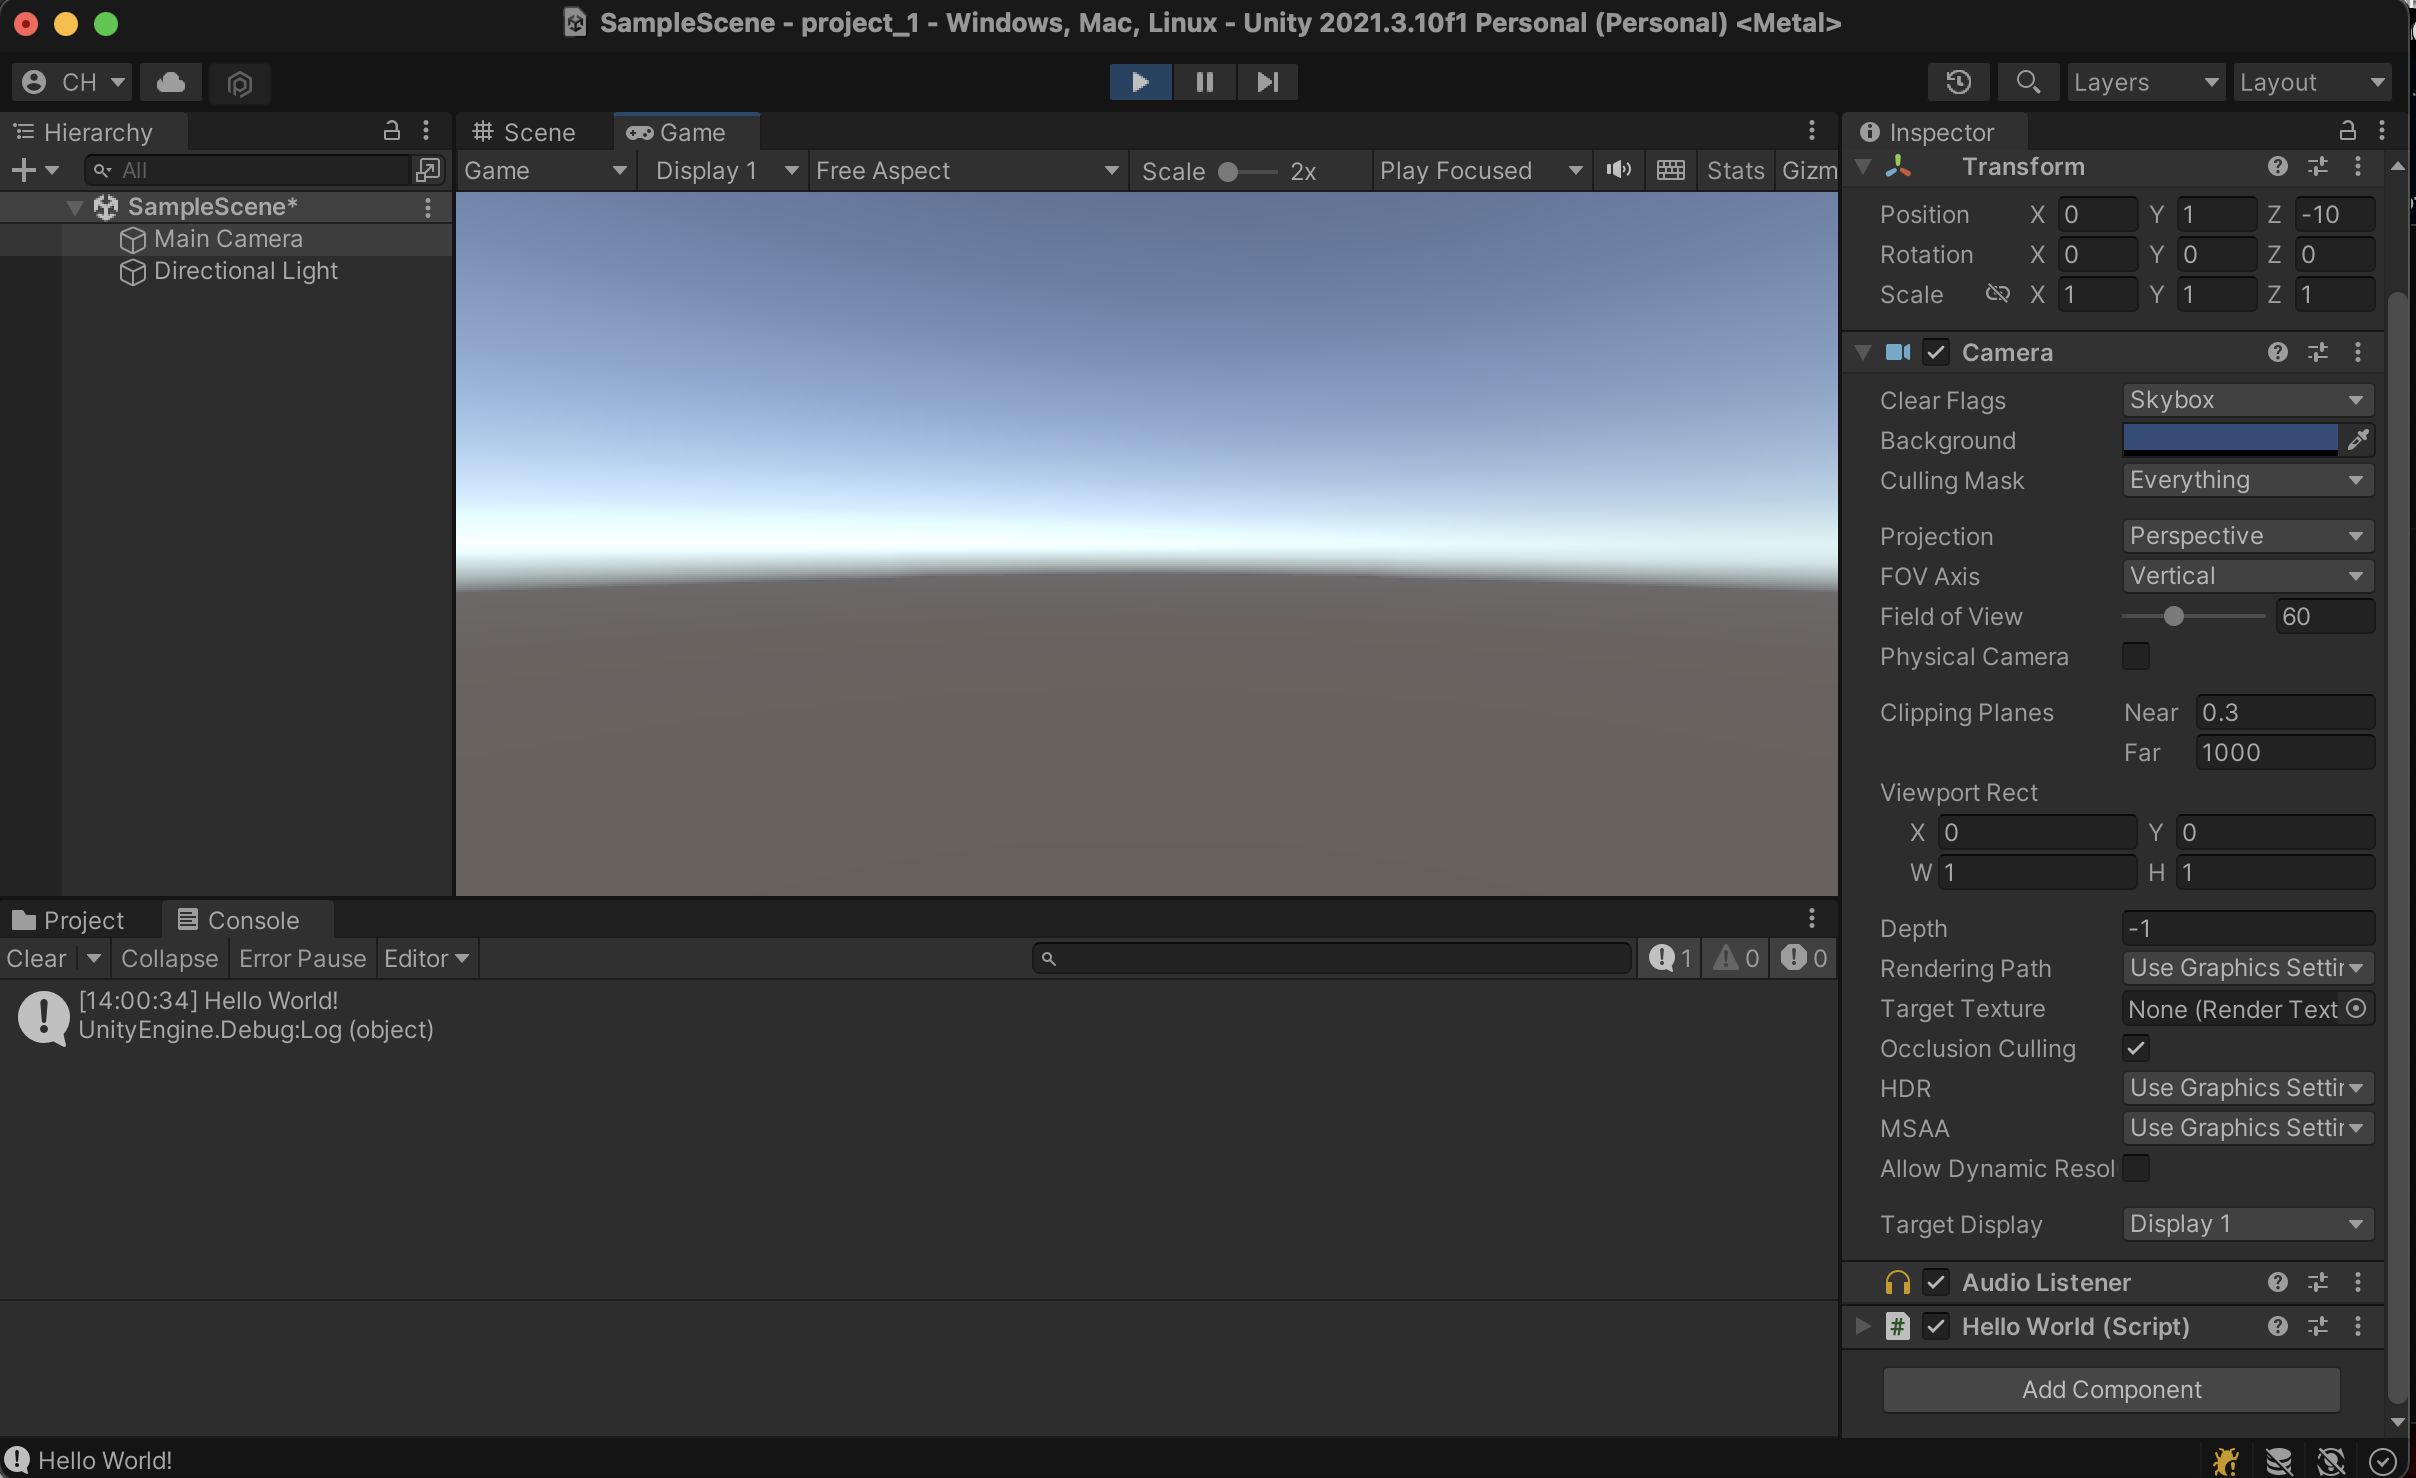 SampleScene - project_1 - Windows, Mac, Linux - Unity 2021.3.10f1 Personal (Personal) <Metal>
CH
Layers
Layout
Hierarchy
All
SampleScene*
Main Camera
Directional Light
Scene
Game
Game
Display 1
Free Aspect
Scale
2x
Play Focused
Stats
Gizm
Inspector
Transform
Position X 0 Y 1 Z -10
Rotation X 0 Y 0 Z 0
Scale X 1 Y 1 Z 1
Camera
Clear Flags Skybox
Background
Culling Mask Everything
Projection Perspective
FOV Axis Vertical
Field of View 60
Physical Camera
Clipping Planes Near 0.3
Far 1000
Viewport Rect
X 0 Y 0
W 1 H 1
Depth -1
Rendering Path Use Graphics Settir
Target Texture None (Render Text
Occlusion Culling
HDR Use Graphics Settir
MSAA Use Graphics Settir
Allow Dynamic Resol
Target Display Display 1
Audio Listener
# Hello World (Script)
Add Component
Project
Console
Clear
Collapse
Error Pause
Editor
1
0
0
[14:00:34] Hello World!
UnityEngine.Debug:Log (object)
Hello World!